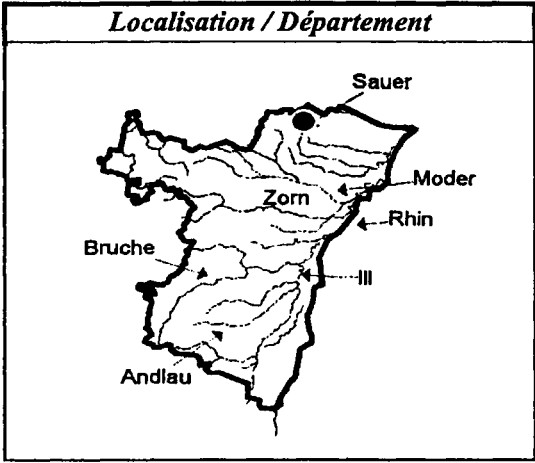 Localisation / Département
Sauer
Moder
Zorn
Rhin
Bruche
Ill
Andlau